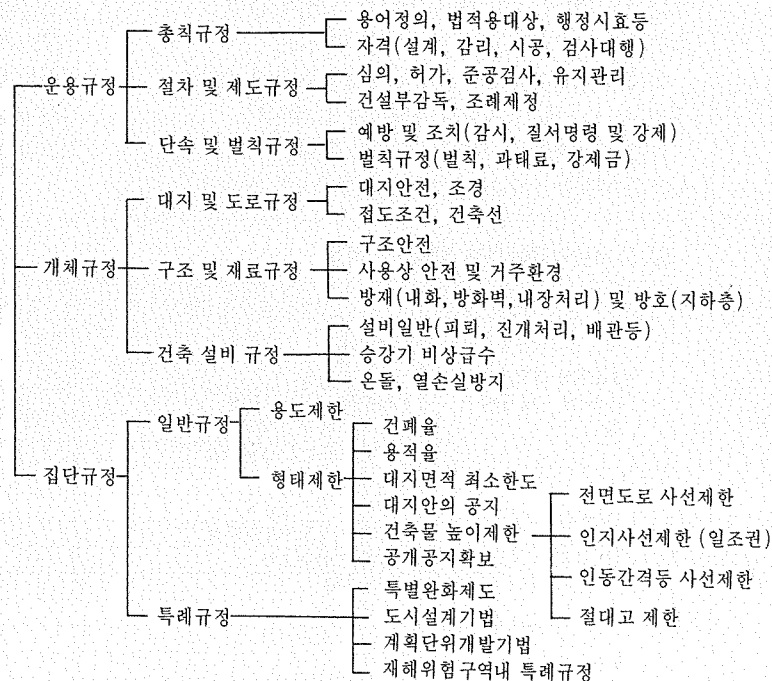 용어정의, 법적용대상, 행정시효등
총칙규정
자격(설계, 감리, 시공, 검사대행)
심의, 허가, 준공검사, 유지관리
운용규정
절차 및 제도규정
건설부감독, 조례제정
예방 및 조치(감시, 질서명령 및 강제)
단속 및 벌칙규정
벌칙규정(벌칙, 과태료, 강제금)
대지안전, 조경
대지 및 도로규정
접도조건, 건축선
구조안전
개체규정
구조 및 재료규정
사용상 안전 및 거주환경
방재(내화,방화벽,내장처리) 및 방호(지하층)
설비일반(피뢰, 진개처리, 배관등)
건축 설비 규정
승강기 비상급수
온돌, 열손실방지
용도제한
일반규정
건폐율
용적율
집단규정
형태제한
대지면적 최소한도
전면도로 사선제한
대지안의 공지
건축물 높이제한
인지사선제한 (일조권)
공개공지확보
인동간격등 사선제한
특별완화제도
특례규정
도시설계기법
절대고 제한
계획단위개발기법
재해위험구역내 특례규정